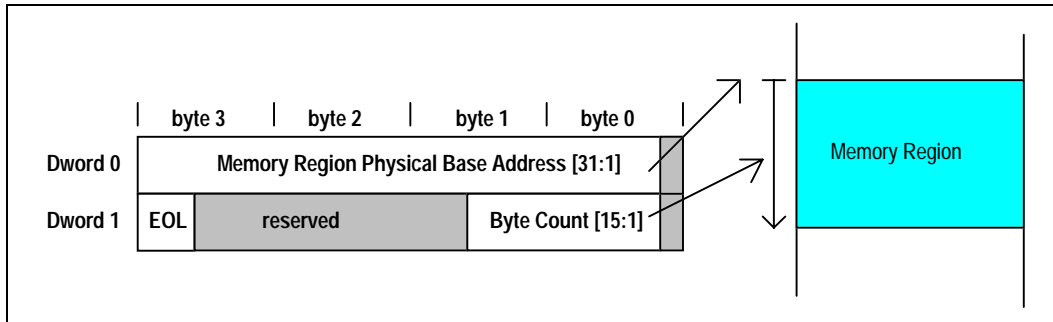 byte 3 byte 2 byte 1 byte 0
Dword 0 Memory Region Physical Base Address [31:1]
Memory Region
Dword 1 EOL reserved Byte Count [15:1]